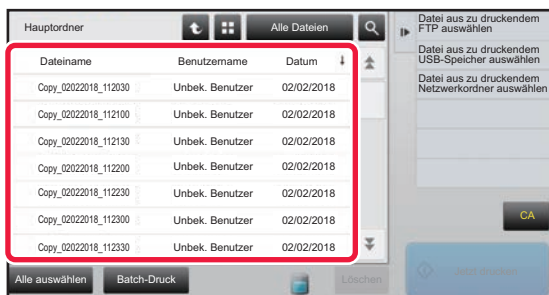 Hauptordner
Alle Dateien
Dateiname Benutzername Datum
Copy_02022018_112030 Unbek. Benutzer 02/02/2018
Copy_02022018_112100 Unbek. Benutzer 02/02/2018
Copy_02022018_112130 Unbek. Benutzer 02/02/2018
Copy_02022018_112200 Unbek. Benutzer 02/02/2018
Copy_02022018_112230 Unbek. Benutzer 02/02/2018
Copy_02022018_112300 Unbek. Benutzer 02/02/2018
Copy_02022018_112330 Unbek. Benutzer 02/02/2018
Alle auswählen
Batch-Druck
Löschen
Datei aus zu druckendem
FTP auswählen
Datei aus zu druckendem
USB-Speicher auswählen
Datei aus zu druckendem
Netzwerkordner auswählen
CA
Jetzt drucken